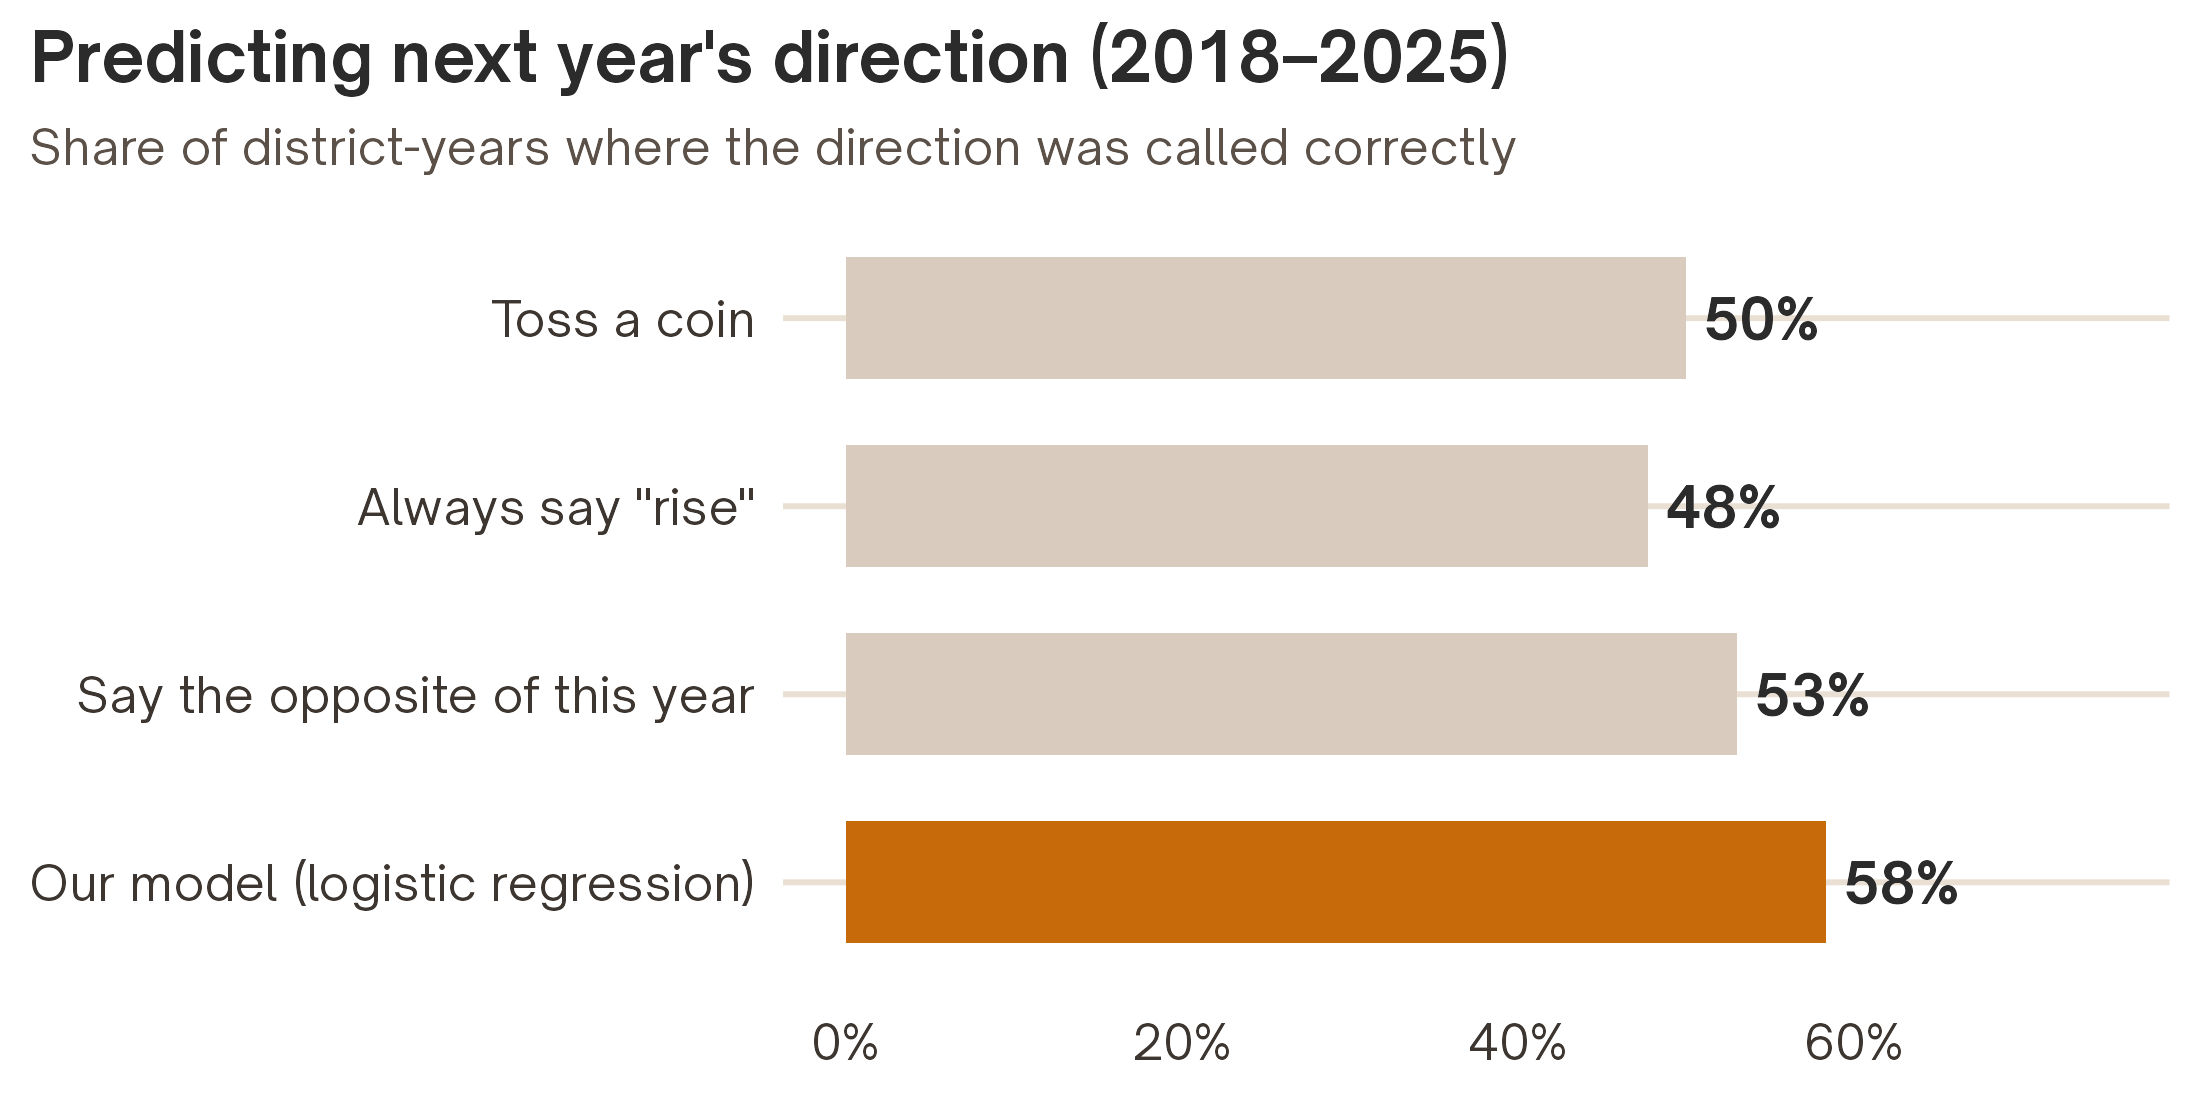 Predicting next year's direction (2018–2025)
Share of district-years where the direction was called correctly
Toss a coin 50%
Always say "rise" 48%
Say the opposite of this year 53%
Our model (logistic regression) 58%
0% 20% 40% 60%